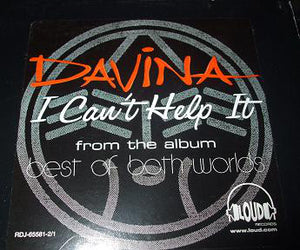 DAVINA
I Can't Help It
from the album
best of both worlds
LOUD
RECORDS
RDJ-65581-2/1
www.loud.com